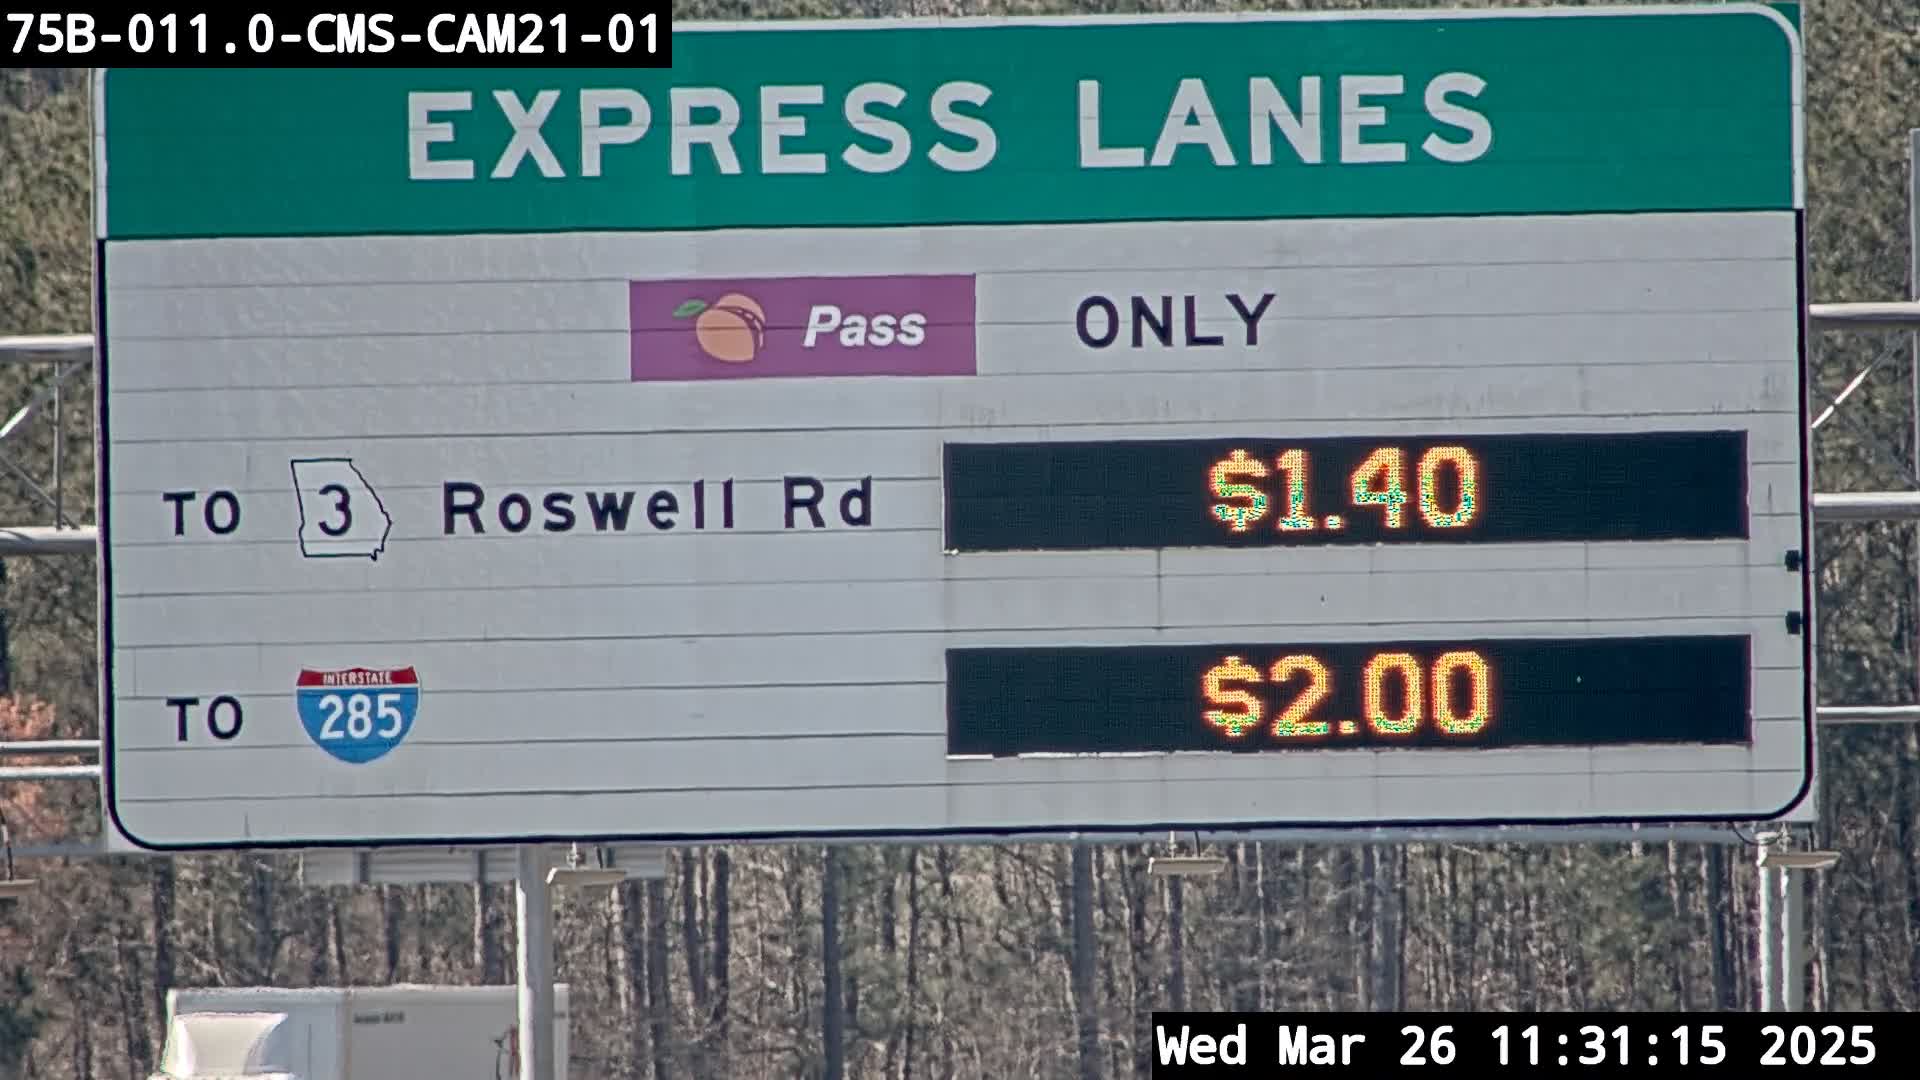 75B-011.0-CMS-CAM21-01
EXPRESS LANES
Pass ONLY
TO 3 Roswell Rd $1.40
TO INTERSTATE 285 $2.00
Wed Mar 26 11:31:15 2025